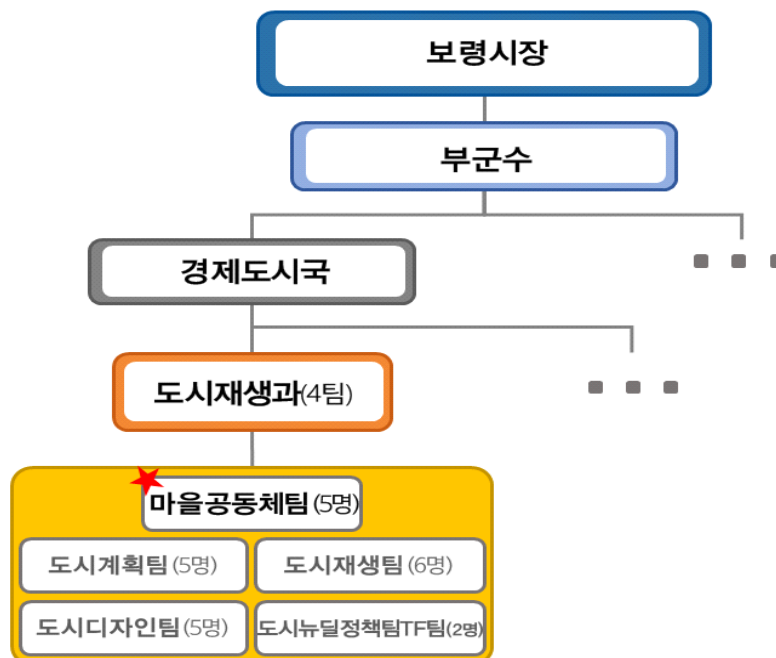 보령시장
부군수
경제도시국
도시재생과(4팀)
마을공동체팀(5명)
도시계획팀(5명) 도시재생팀(6명)
도시디자인팀(5명) 도시뉴딜정책팀TF팀(2명)